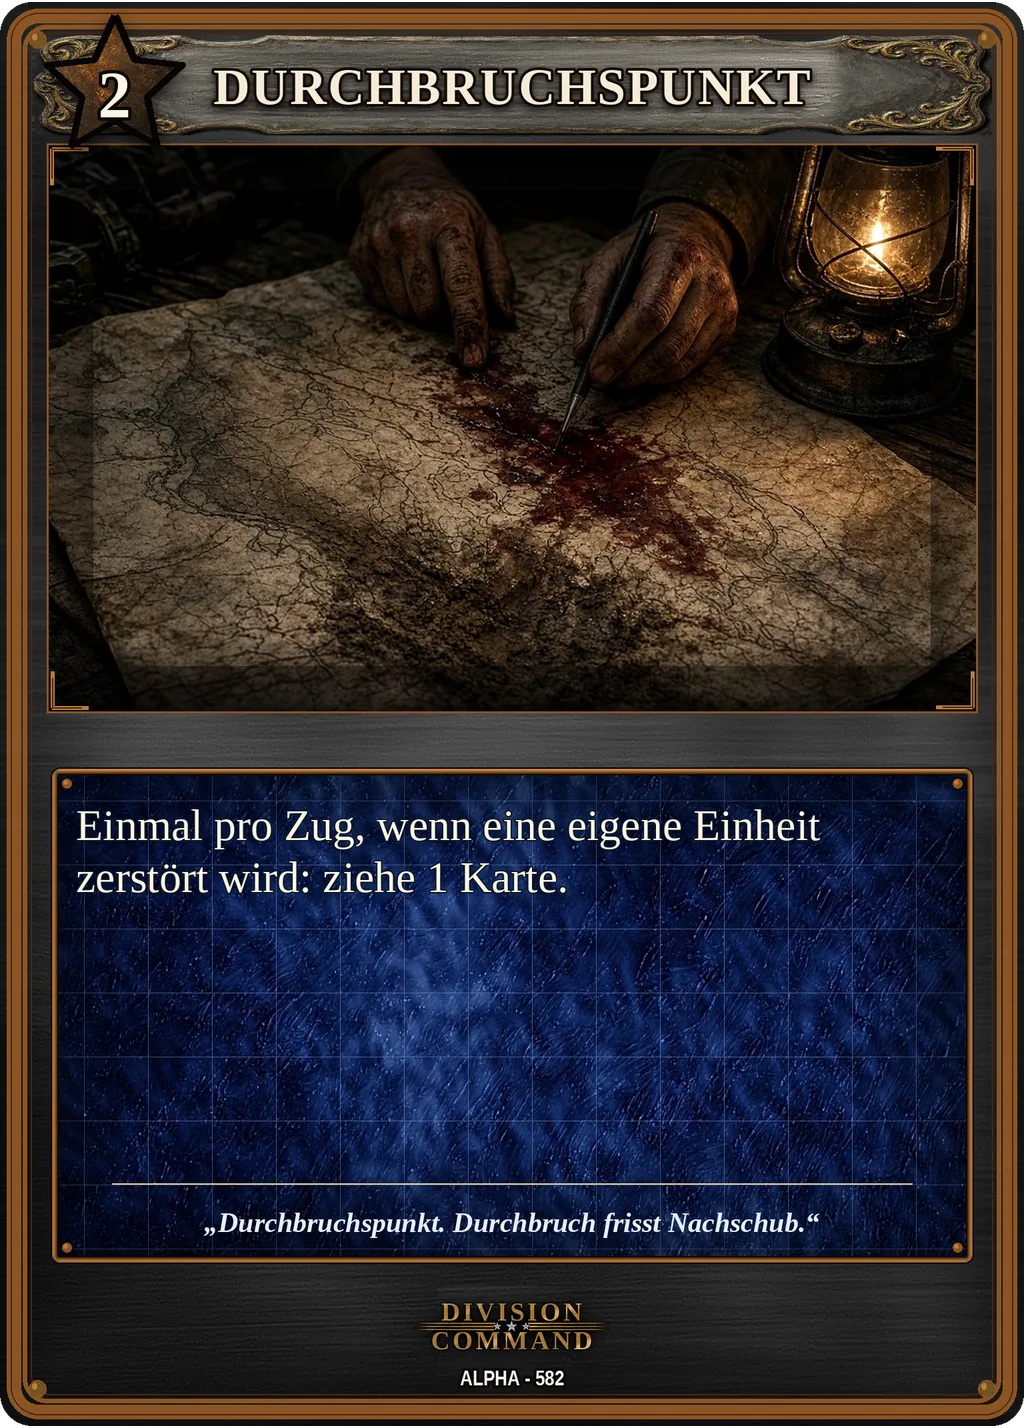 2
DURCHBRUCHSPUNKT
Einmal pro Zug, wenn eine eigene Einheit
zerstört wird: ziehe 1 Karte.
„Durchbruchspunkt. Durchbruch frisst Nachschub.“
DIVISION
COMMAND
ALPHA - 582